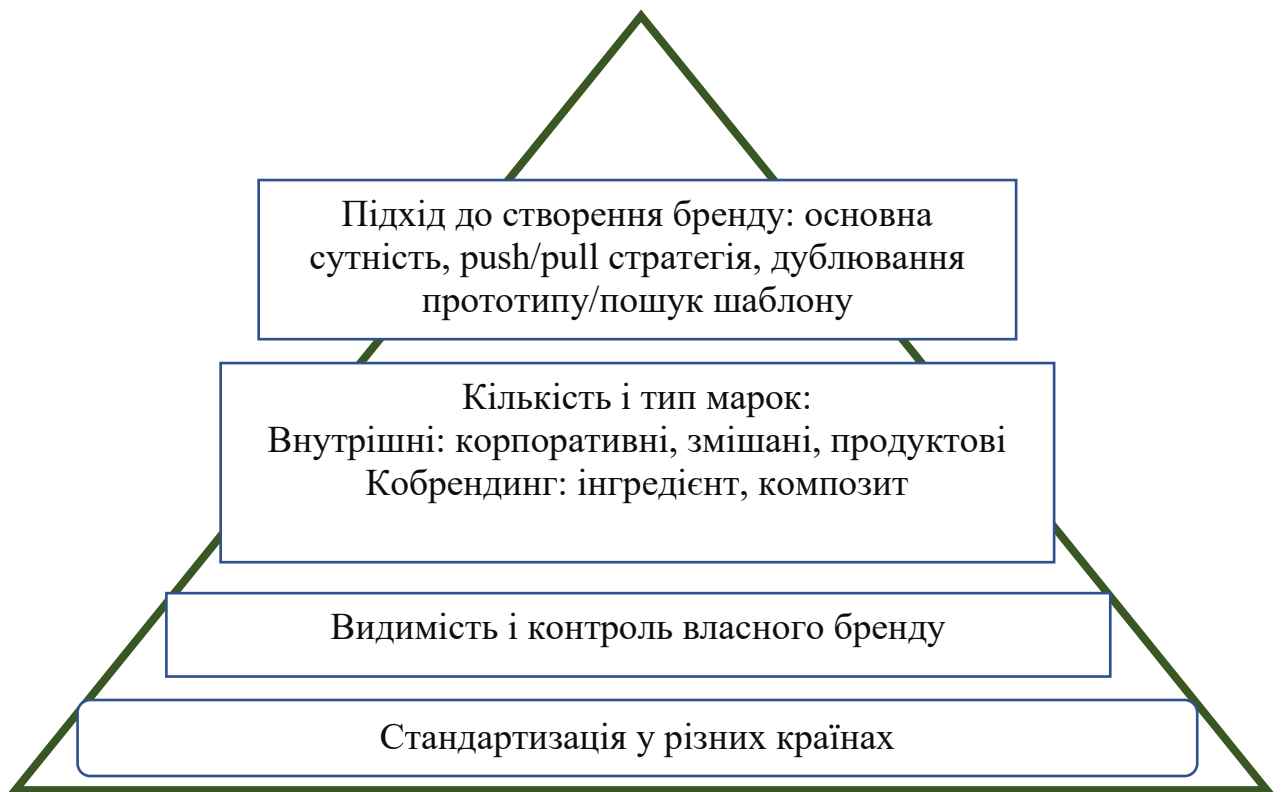 Підхід до створення бренду: основна
сутність, push/pull стратегія, дублювання
прототипу/пошук шаблону
Кількість і тип марок:
Внутрішні: корпоративні, змішані, продуктові
Кобрендинг: інгредієнт, композит
Видимість і контроль власного бренду
Стандартизація у різних країнах